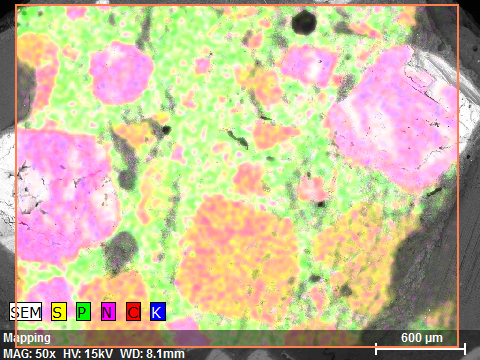 SEM S P N C K
Mapping
600 µm
MAG: 50x HV: 15kV WD: 8.1mm